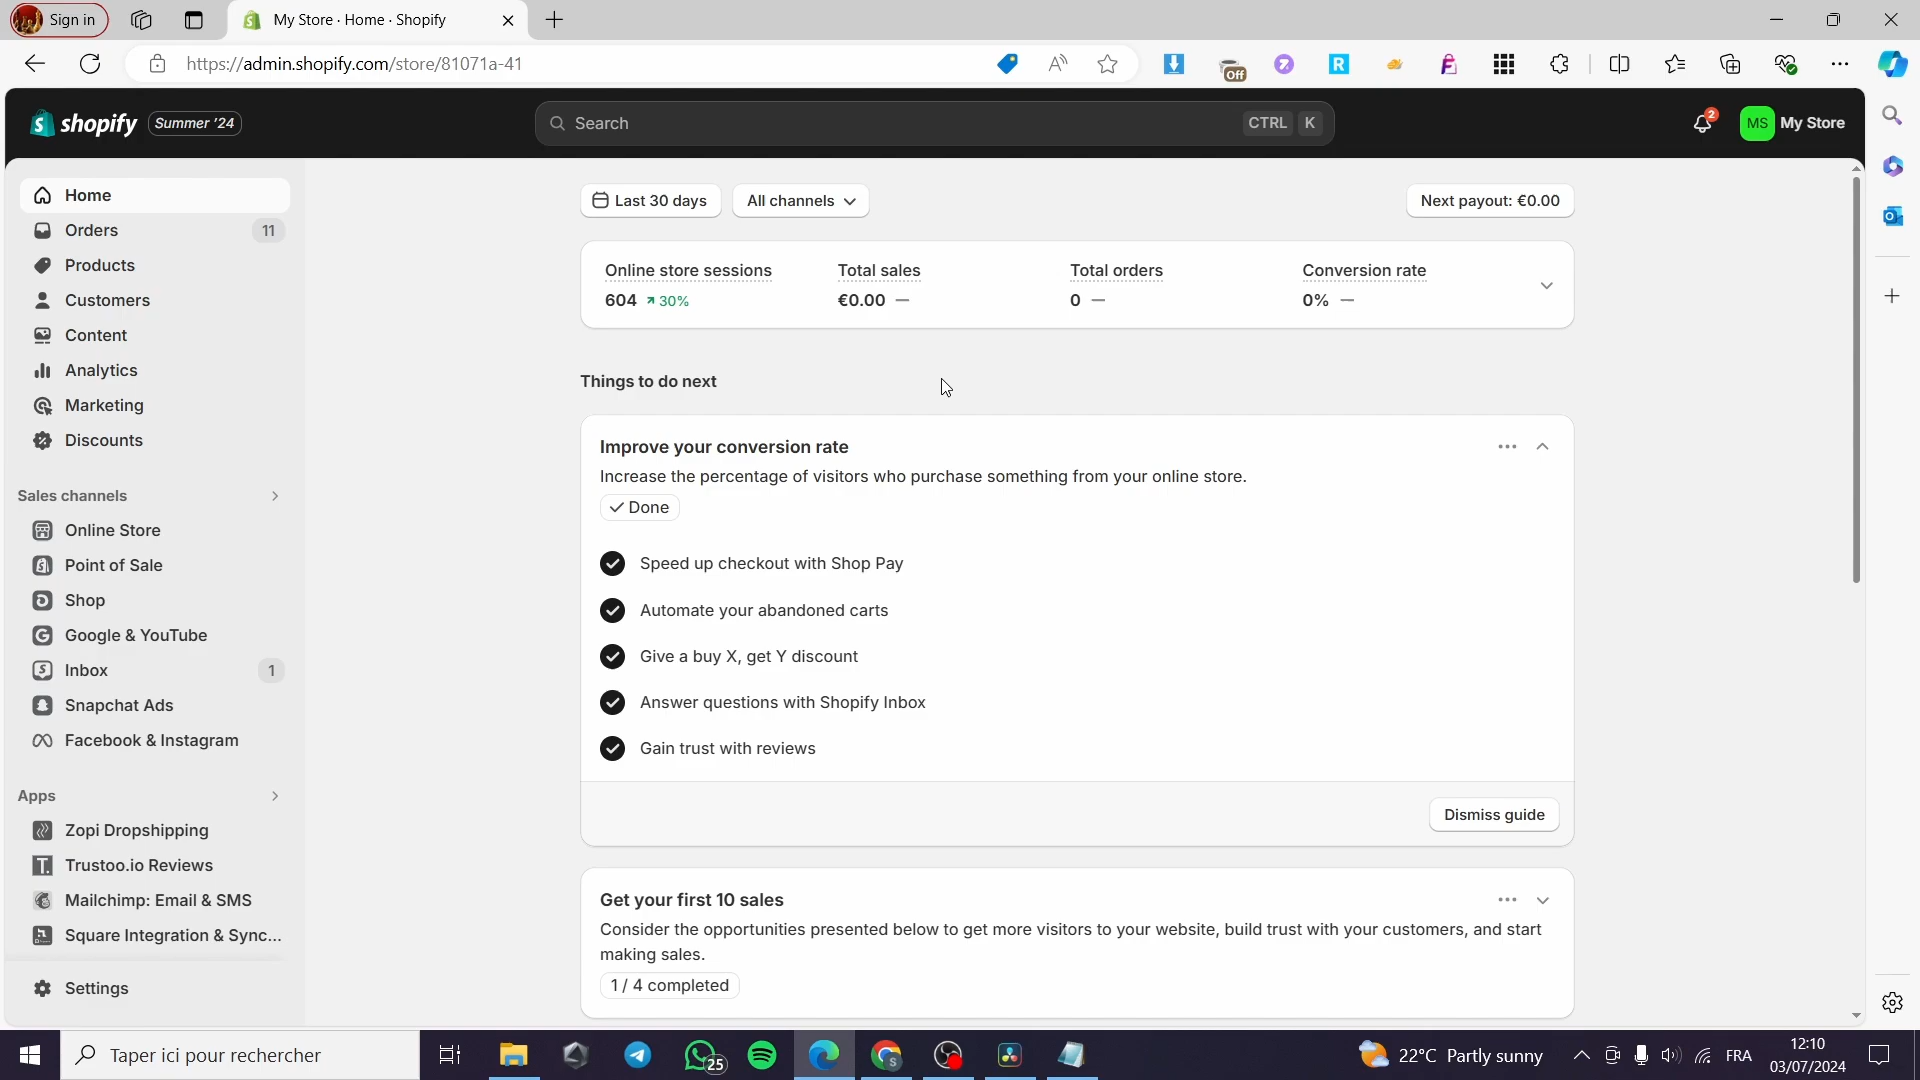 Sign in
My Store · Home · Shopify
https://admin.shopify.com/store/81071a-41
Off
shopify
Summer '24
Search
CTRL K
2
MS
My Store
Home
Orders 11
Products
Customers
Content
Analytics
Marketing
Discounts
Sales channels
Online Store
Point of Sale
Shop
Google & YouTube
Inbox 1
Snapchat Ads
Facebook & Instagram
Apps
Zopi Dropshipping
Trustoo.io Reviews
Mailchimp: Email & SMS
Square Integration & Sync...
Settings
Last 30 days
All channels
Next payout: €0.00
Online store sessions Total sales Total orders Conversion rate
604 30% €0.00 — 0 — 0% —
Things to do next
Improve your conversion rate
Increase the percentage of visitors who purchase something from your online store.
Done
Speed up checkout with Shop Pay
Automate your abandoned carts
Give a buy X, get Y discount
Answer questions with Shopify Inbox
Gain trust with reviews
Dismiss guide
Get your first 10 sales
Consider the opportunities presented below to get more visitors to your website, build trust with your customers, and start
making sales.
1 / 4 completed
Taper ici pour rechercher
25
22°C Partly sunny
FRA
12:10
03/07/2024